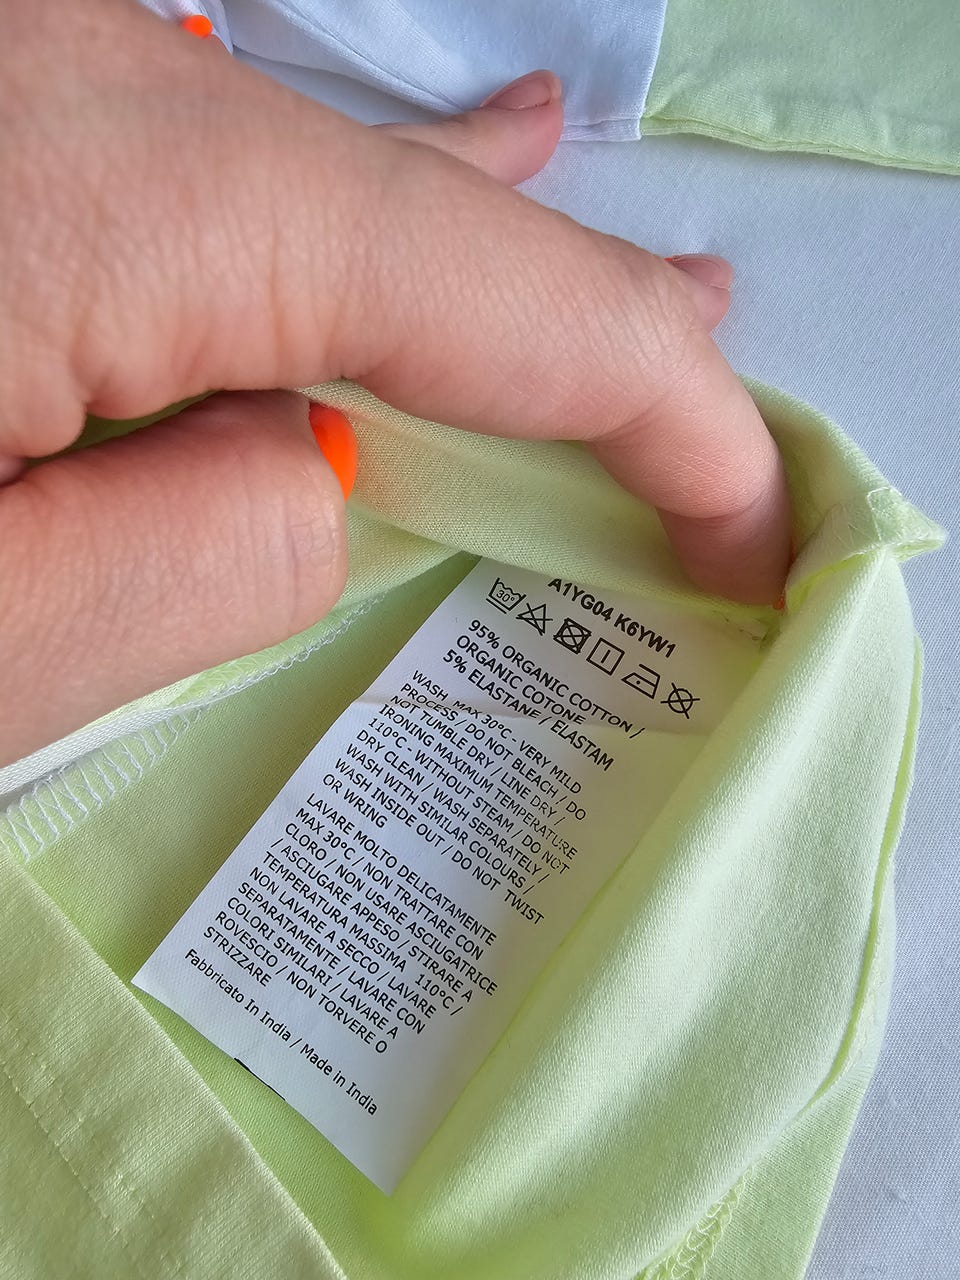 A1YG04 K6YW1
30°
95% ORGANIC COTTON /
ORGANIC COTONE
5% ELASTANE / ELASTAM
WASH MAX 30°C - VERY MILD
PROCESS / DO NOT BLEACH / DO
NOT TUMBLE DRY / LINE DRY /
IRONING MAXIMUM TEMPERATURE
110°C - WITHOUT STEAM / DO NOT
DRY CLEAN / WASH SEPARATELY /
WASH WITH SIMILAR COLOURS /
WASH INSIDE OUT / DO NOT TWIST
OR WRING
LAVARE MOLTO DELICATAMENTE
MAX 30°C / NON TRATTARE CON
CLORO / NON USARE ASCIUGATRICE
/ ASCIUGARE APPESO / STIRARE A
TEMPERATURA MASSIMA 110°C /
NON LAVARE A SECCO / LAVARE
SEPARATAMENTE / LAVARE CON
COLORI SIMILARI / LAVARE A
ROVESCIO / NON TORVERE O
STRIZZARE
Fabbricato In India / Made in India